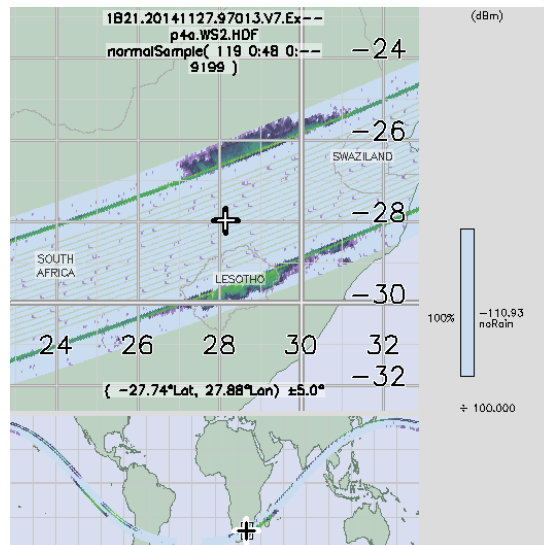 1B21.20141127.97013.V7.Ex--
p4a.WS2.HDF
normalSample( 119 0:48 0:--
9199 )
(dBm)
-24
-26
SWAZILAND
-28
SOUTH
AFRICA
LESOTHO
-30
100%
-110.93
noRain
24 26 28 30 32
-32
( -27.74°Lat, 27.88°Lon) ±5.0°
÷ 100.000